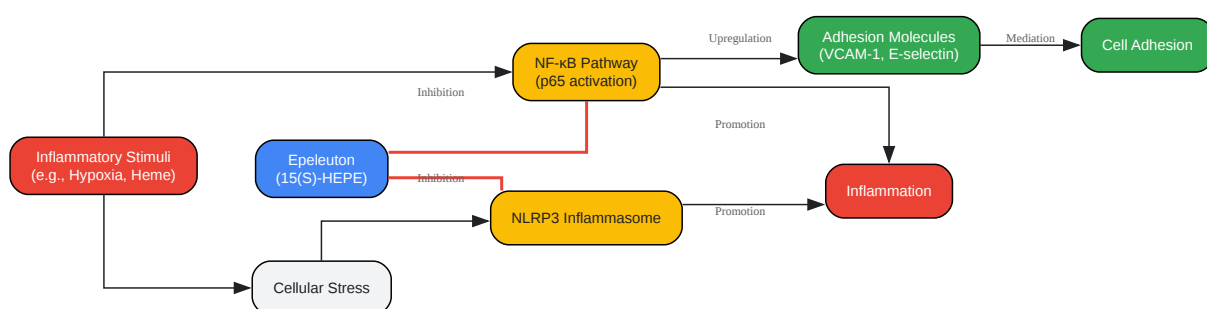 Upregulation
Adhesion Molecules
(VCAM-1, E-selectin)
Mediation
Cell Adhesion
NF-κB Pathway
(p65 activation)
Inhibition
Promotion
Inflammatory Stimuli
(e.g., Hypoxia, Heme)
Epeleuton
(15(S)-HEPE)
Inhibition
Inflammation
NLRP3 Inflammasome
Promotion
Cellular Stress